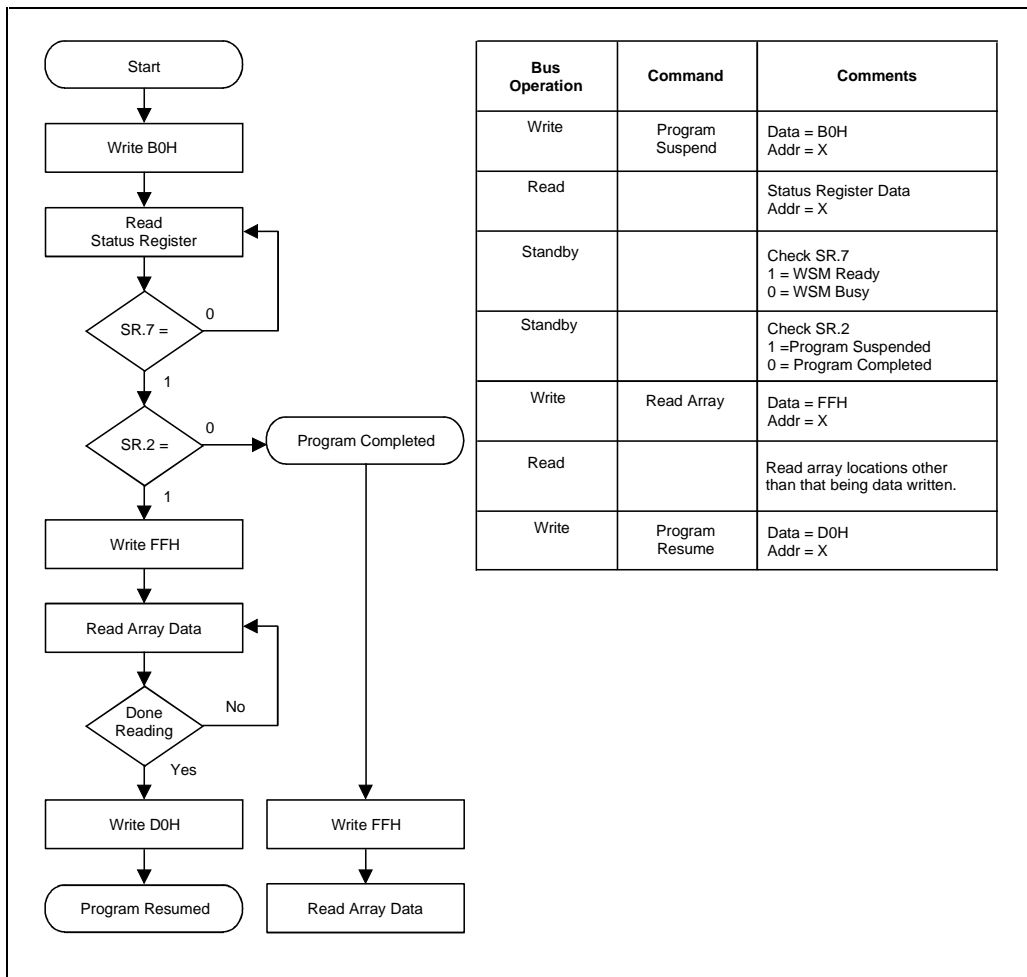 Start
Write B0H
Read
Status Register
SR.7 =
0
1
SR.2 =
0
Program Completed
1
Write FFH
Read Array Data
Done
Reading
No
Yes
Write D0H
Write FFH
Program Resumed
Read Array Data
Bus
Operation
Command
Comments
Write
Program
Suspend
Data = B0H
Addr = X
Read
Status Register Data
Addr = X
Standby
Check SR.7
1 = WSM Ready
0 = WSM Busy
Standby
Check SR.2
1 =Program Suspended
0 = Program Completed
Write
Read Array
Data = FFH
Addr = X
Read
Read array locations other
than that being data written.
Write
Program
Resume
Data = D0H
Addr = X